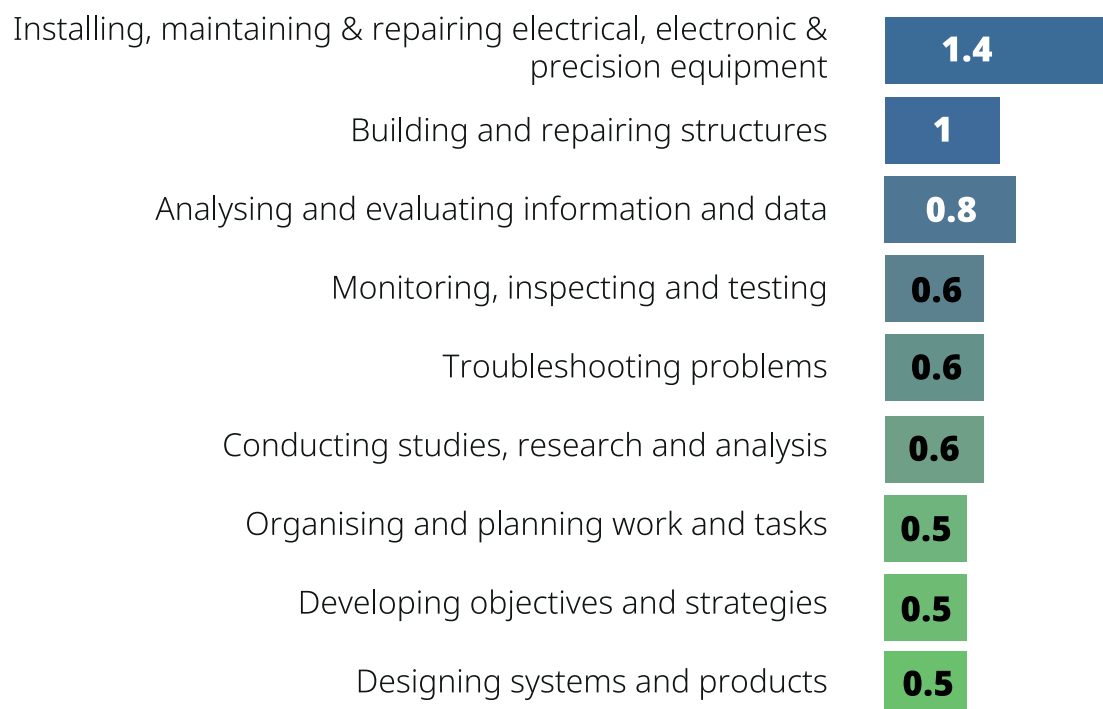 Installing, maintaining & repairing electrical, electronic &
precision equipment
1.4
Building and repairing structures
1
Analysing and evaluating information and data
0.8
Monitoring, inspecting and testing
0.6
Troubleshooting problems
0.6
Conducting studies, research and analysis
0.6
Organising and planning work and tasks
0.5
Developing objectives and strategies
0.5
Designing systems and products
0.5